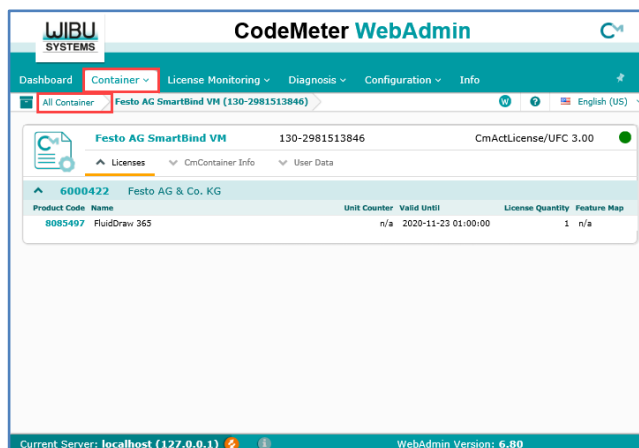 WIBU
SYSTEMS
CodeMeter WebAdmin
Dashboard Container License Monitoring Diagnosis Configuration Info
All Container Festo AG SmartBind VM (130-2981513846) W ? English (US)
Festo AG SmartBind VM 130-2981513846 CmActLicense/UFC 3.00
Licenses CmContainer Info User Data
6000422 Festo AG & Co. KG
Product Code Name Unit Counter Valid Until License Quantity Feature Map
8085497 FluidDraw 365 n/a 2020-11-23 01:00:00 1 n/a
Current Server: localhost (127.0.0.1) WebAdmin Version: 6.80